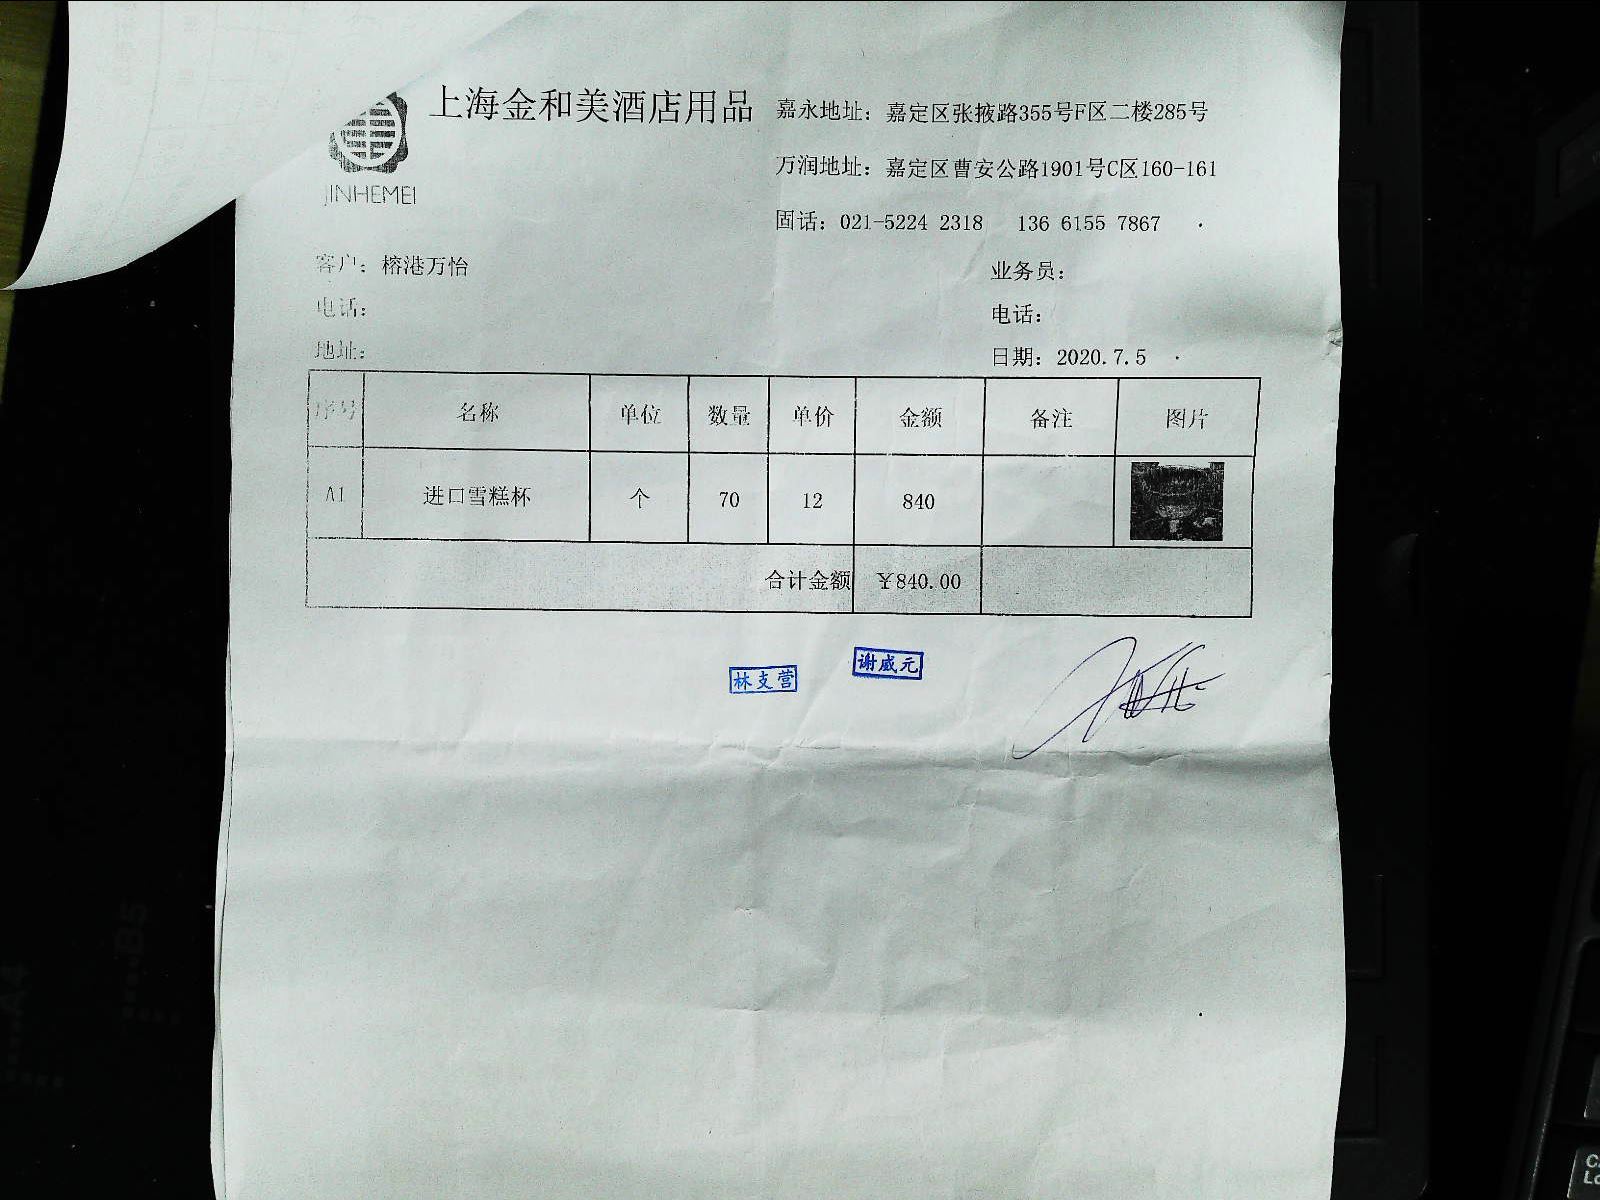 上海金和美酒店用品
JINHEMEI
嘉永地址：嘉定区张掖路355号F区二楼285号
万润地址：嘉定区曹安公路1901号C区160-161
固话：021-5224 2318 136 6155 7867
客户：榕港万怡
业务员：
电话：
电话：
地址：
日期：2020.7.5
序号 名称 单位 数量 单价 金额 备注 图片
A1 进口雪糕杯 个 70 12 840
合计金额 ￥840.00
林支营
谢威元
A4
B5